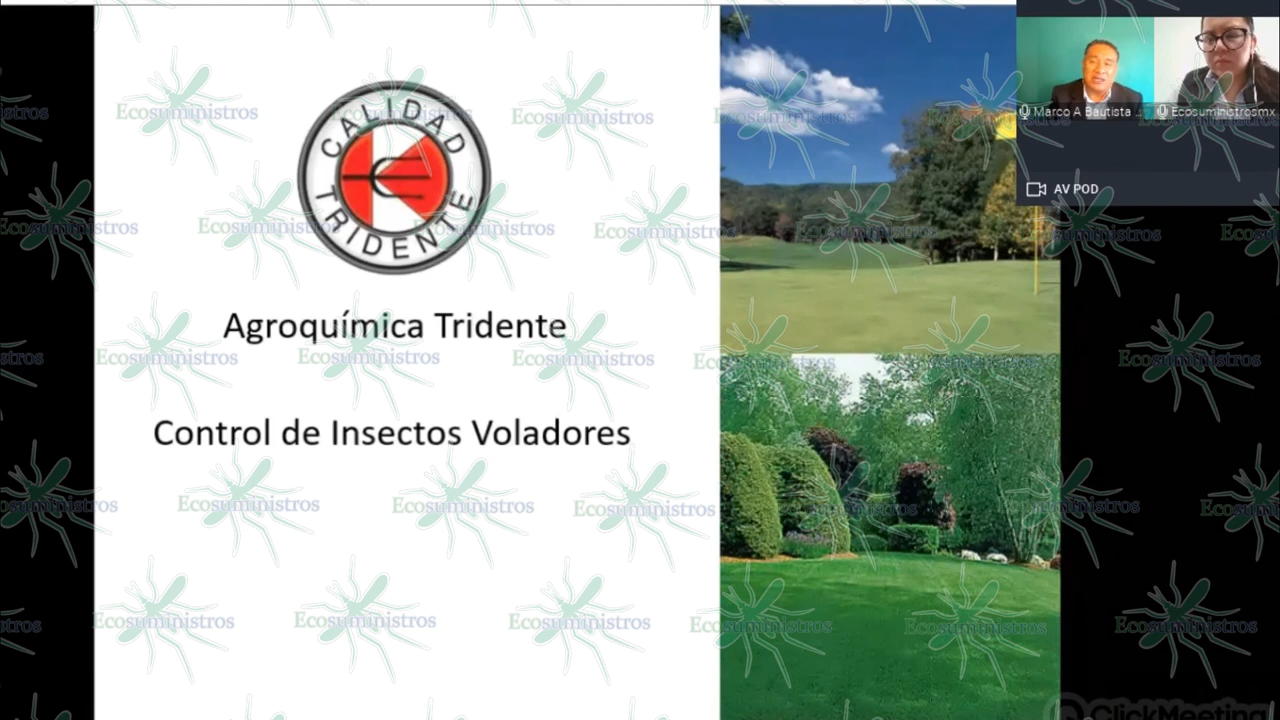 CALIDAD
TRIDENTE
Agroquímica Tridente
Control de Insectos Voladores
Marco A Bautista ...
Ecosuministrosmx
AV POD
Ecosuministros
ClickMeeting